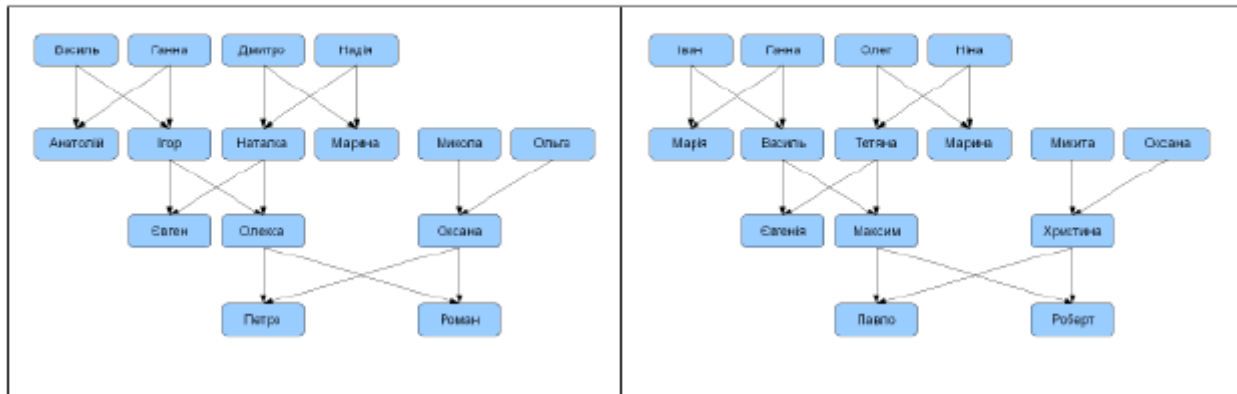 Василь Ганна Дмитро Надія
Анатолій Ігор Наталка Марина Микола Ольга
Євген Олекса Оксана
Петро Роман
Іван Ганна Олег Ніна
Марія Василь Тетяна Марина Микита Оксана
Євгенія Максим Христина
Павло Роберт